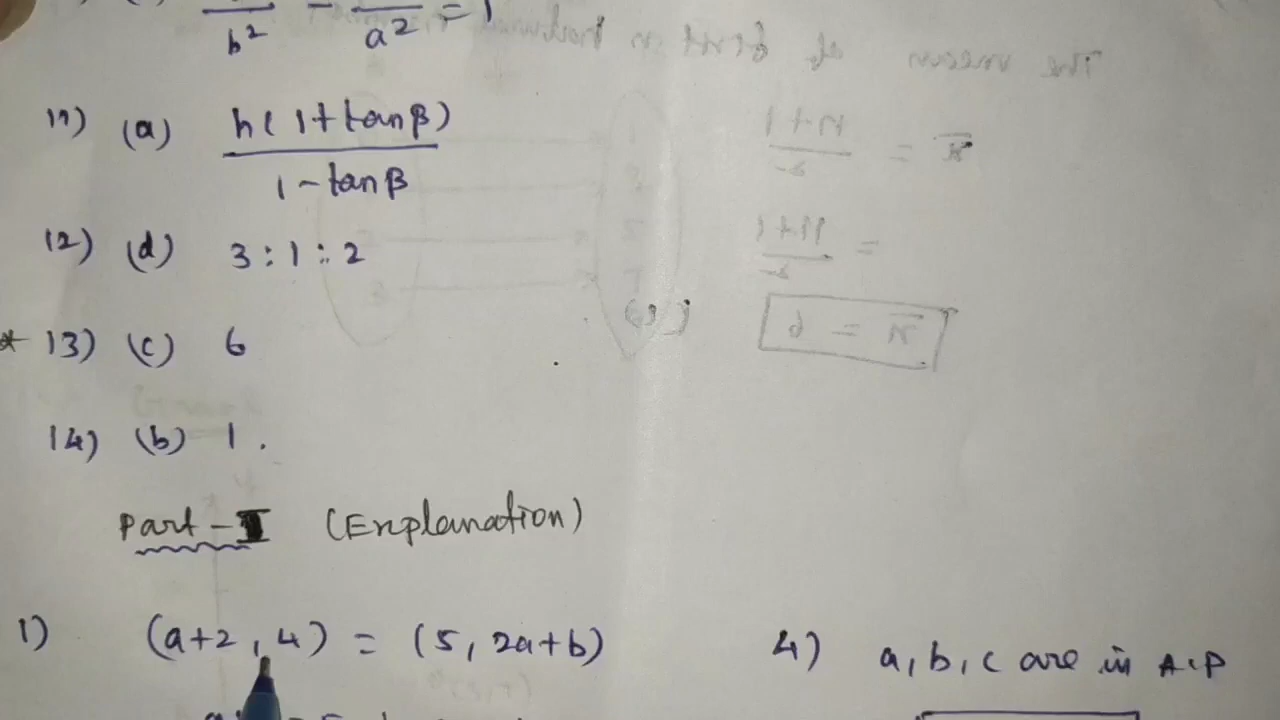 b² - a² = 1
11) (a) h(1+tanβ)
1-tanβ
12) (d) 3:1:2
* 13) (c) 6
14) (b) 1.
Part-I (Explanation)
1) (a+2, 4) = (5, 2a+b)
4) a, b, c are in A.P